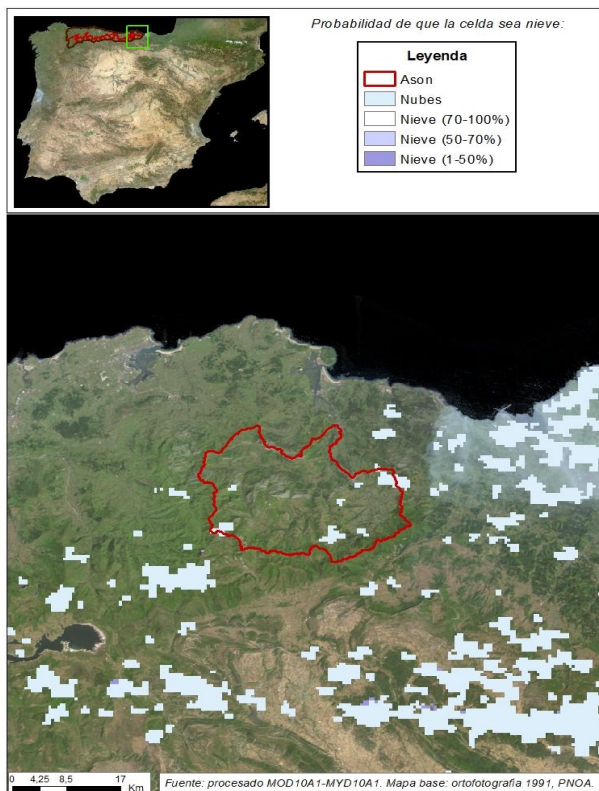 Probabilidad de que la celda sea nieve:
Leyenda
Ason
Nubes
Nieve (70-100%)
Nieve (50-70%)
Nieve (1-50%)
0 4,25 8,5 17
Km
Fuente: procesado MOD10A1-MYD10A1. Mapa base: ortofotografia 1991, PNOA.